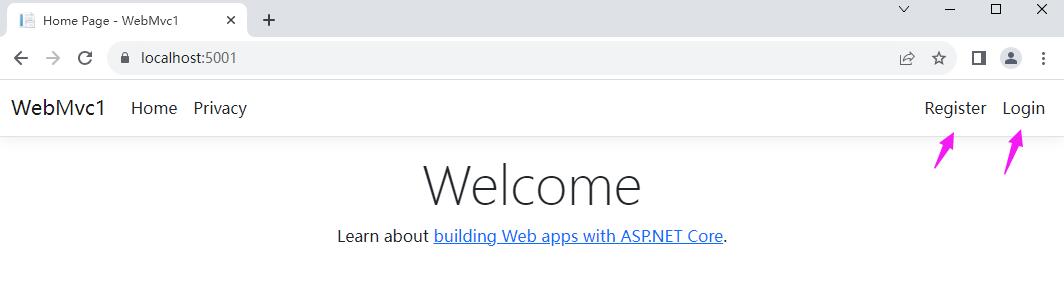 Home Page - WebMvc1
localhost:5001
WebMvc1 Home Privacy Register Login
Welcome
Learn about building Web apps with ASP.NET Core.